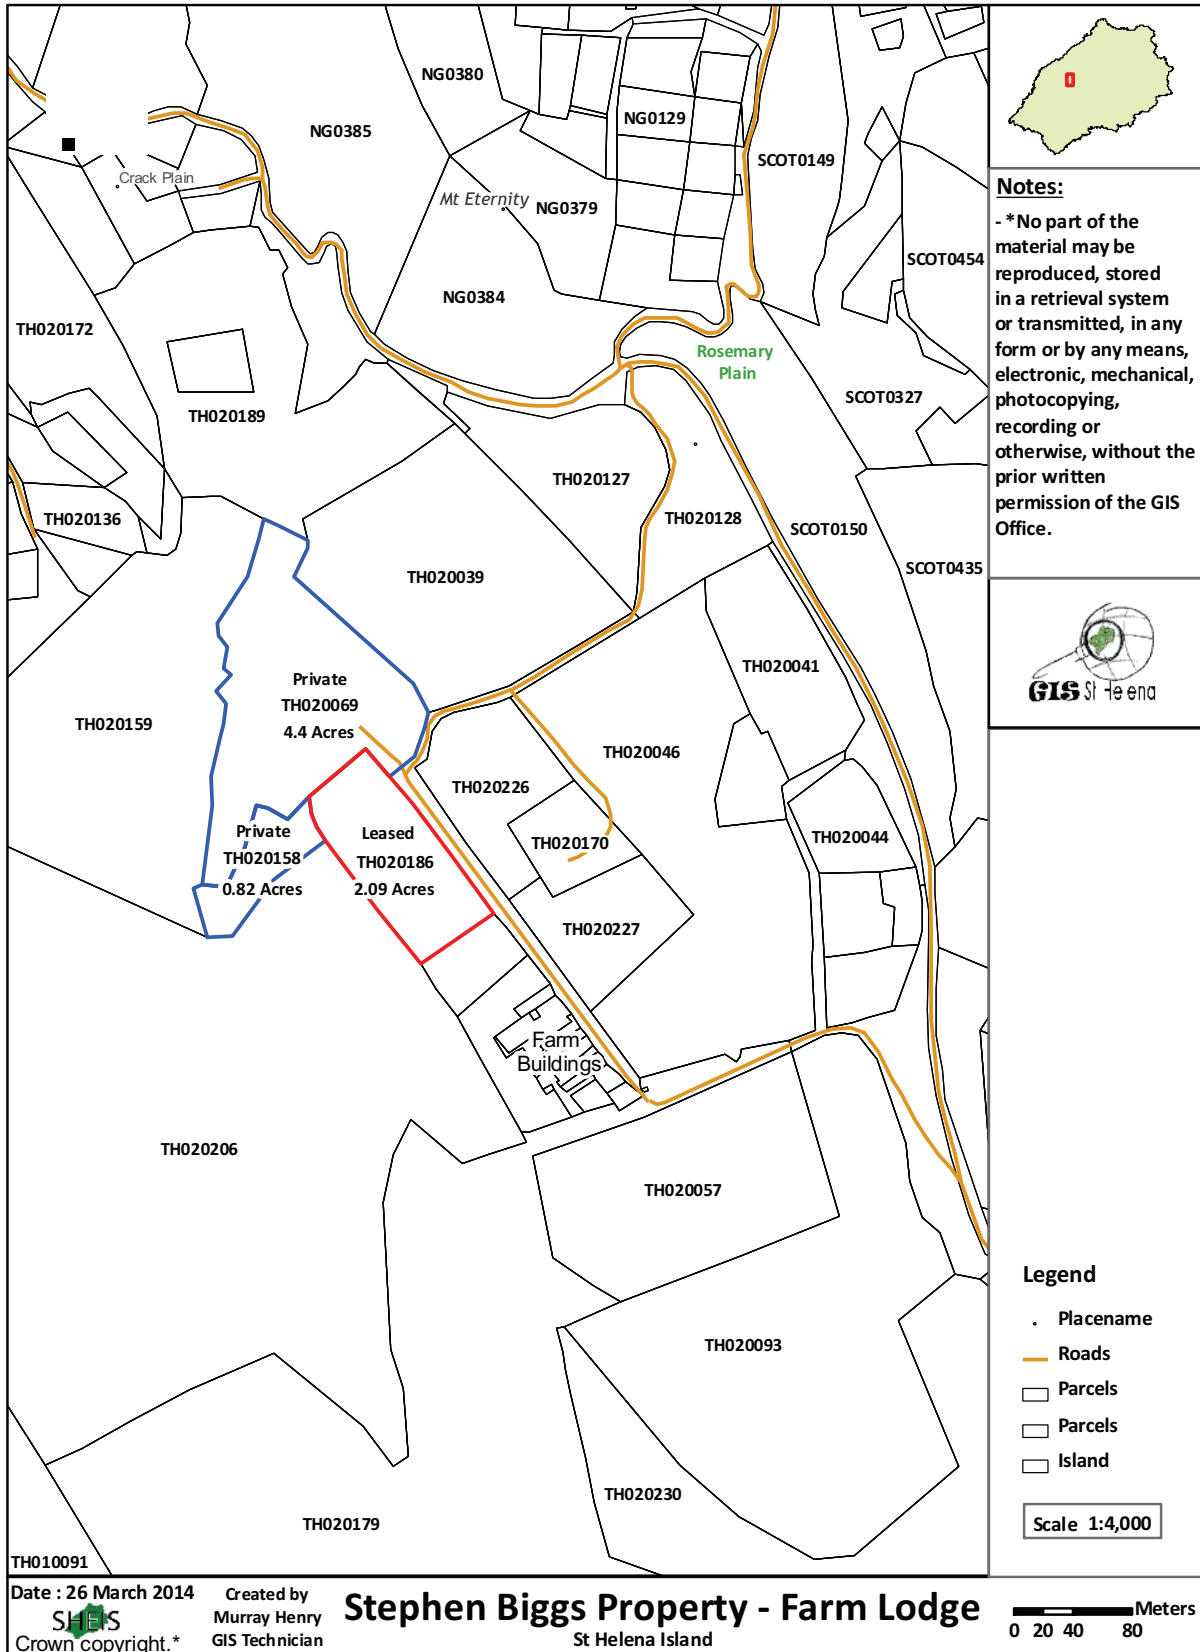 NG0380
NG0385
NG0129
SCOT0149
Crack Plain
Mt Eternity
NG0379
SCOT0454
NG0384
TH020172
Rosemary
Plain
SCOT0327
TH020189
TH020127
TH020136
TH020128
SCOT0150
SCOT0435
TH020039
TH020041
Private
TH020069
4.4 Acres
TH020159
TH020046
TH020226
Private
TH020158
0.82 Acres
Leased
TH020186
2.09 Acres
TH020170
TH020044
TH020227
Farm
Buildings
TH020206
TH020057
TH020093
TH020230
TH020179
TH010091
Notes:
- *No part of the
material may be
reproduced, stored
in a retrieval system
or transmitted, in any
form or by any means,
electronic, mechanical,
photocopying,
recording or
otherwise, without the
prior written
permission of the GIS
Office.
GIS St He ena
Legend
Placename
Roads
Parcels
Parcels
Island
Scale 1:4,000
Date : 26 March 2014
SHEIS
Crown copyright.*
Created by
Murray Henry
GIS Technician
Stephen Biggs Property - Farm Lodge
St Helena Island
Meters
0 20 40 80